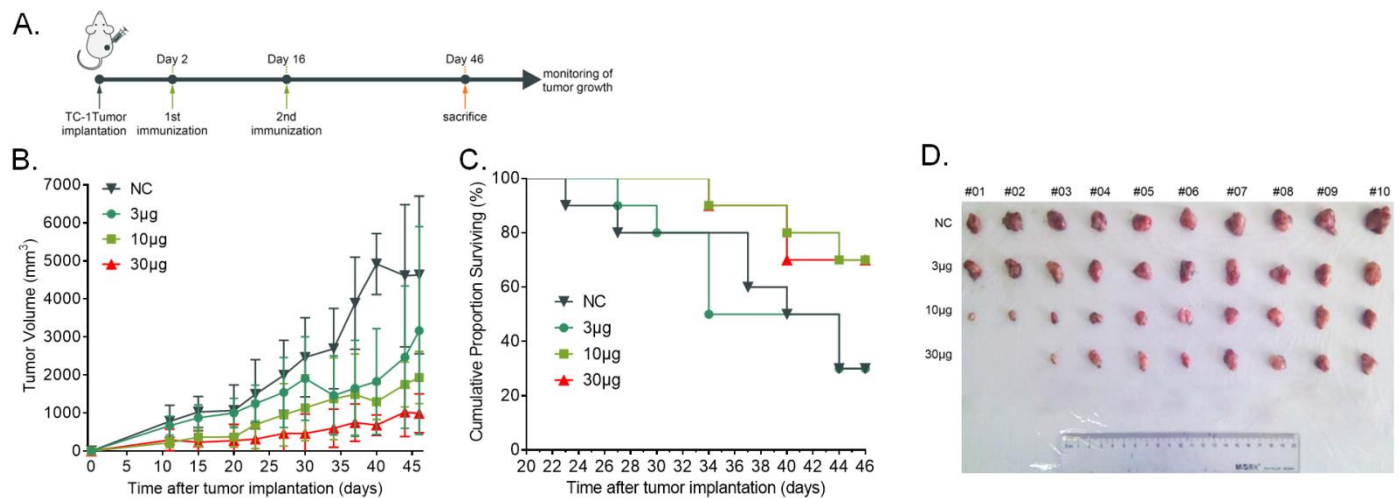 A.
Day 2
Day 16
Day 46
monitoring of
tumor growth
TC-1Tumor
implantation
1st
immunization
2nd
immunization
sacrifice
B.
7000
6000
5000
4000
3000
2000
1000
0
Tumor Volume (mm³)
NC
3µg
10µg
30µg
0 5 10 15 20 25 30 35 40 45
Time after tumor implantation (days)
C.
100
80
60
40
20
0
Cumulative Proportion Surviving (%)
NC
3µg
10µg
30µg
20 22 24 26 28 30 32 34 36 38 40 42 44 46
Time after tumor implantation (days)
D.
#01 #02 #03 #04 #05 #06 #07 #08 #09 #10
NC
3µg
10µg
30µg